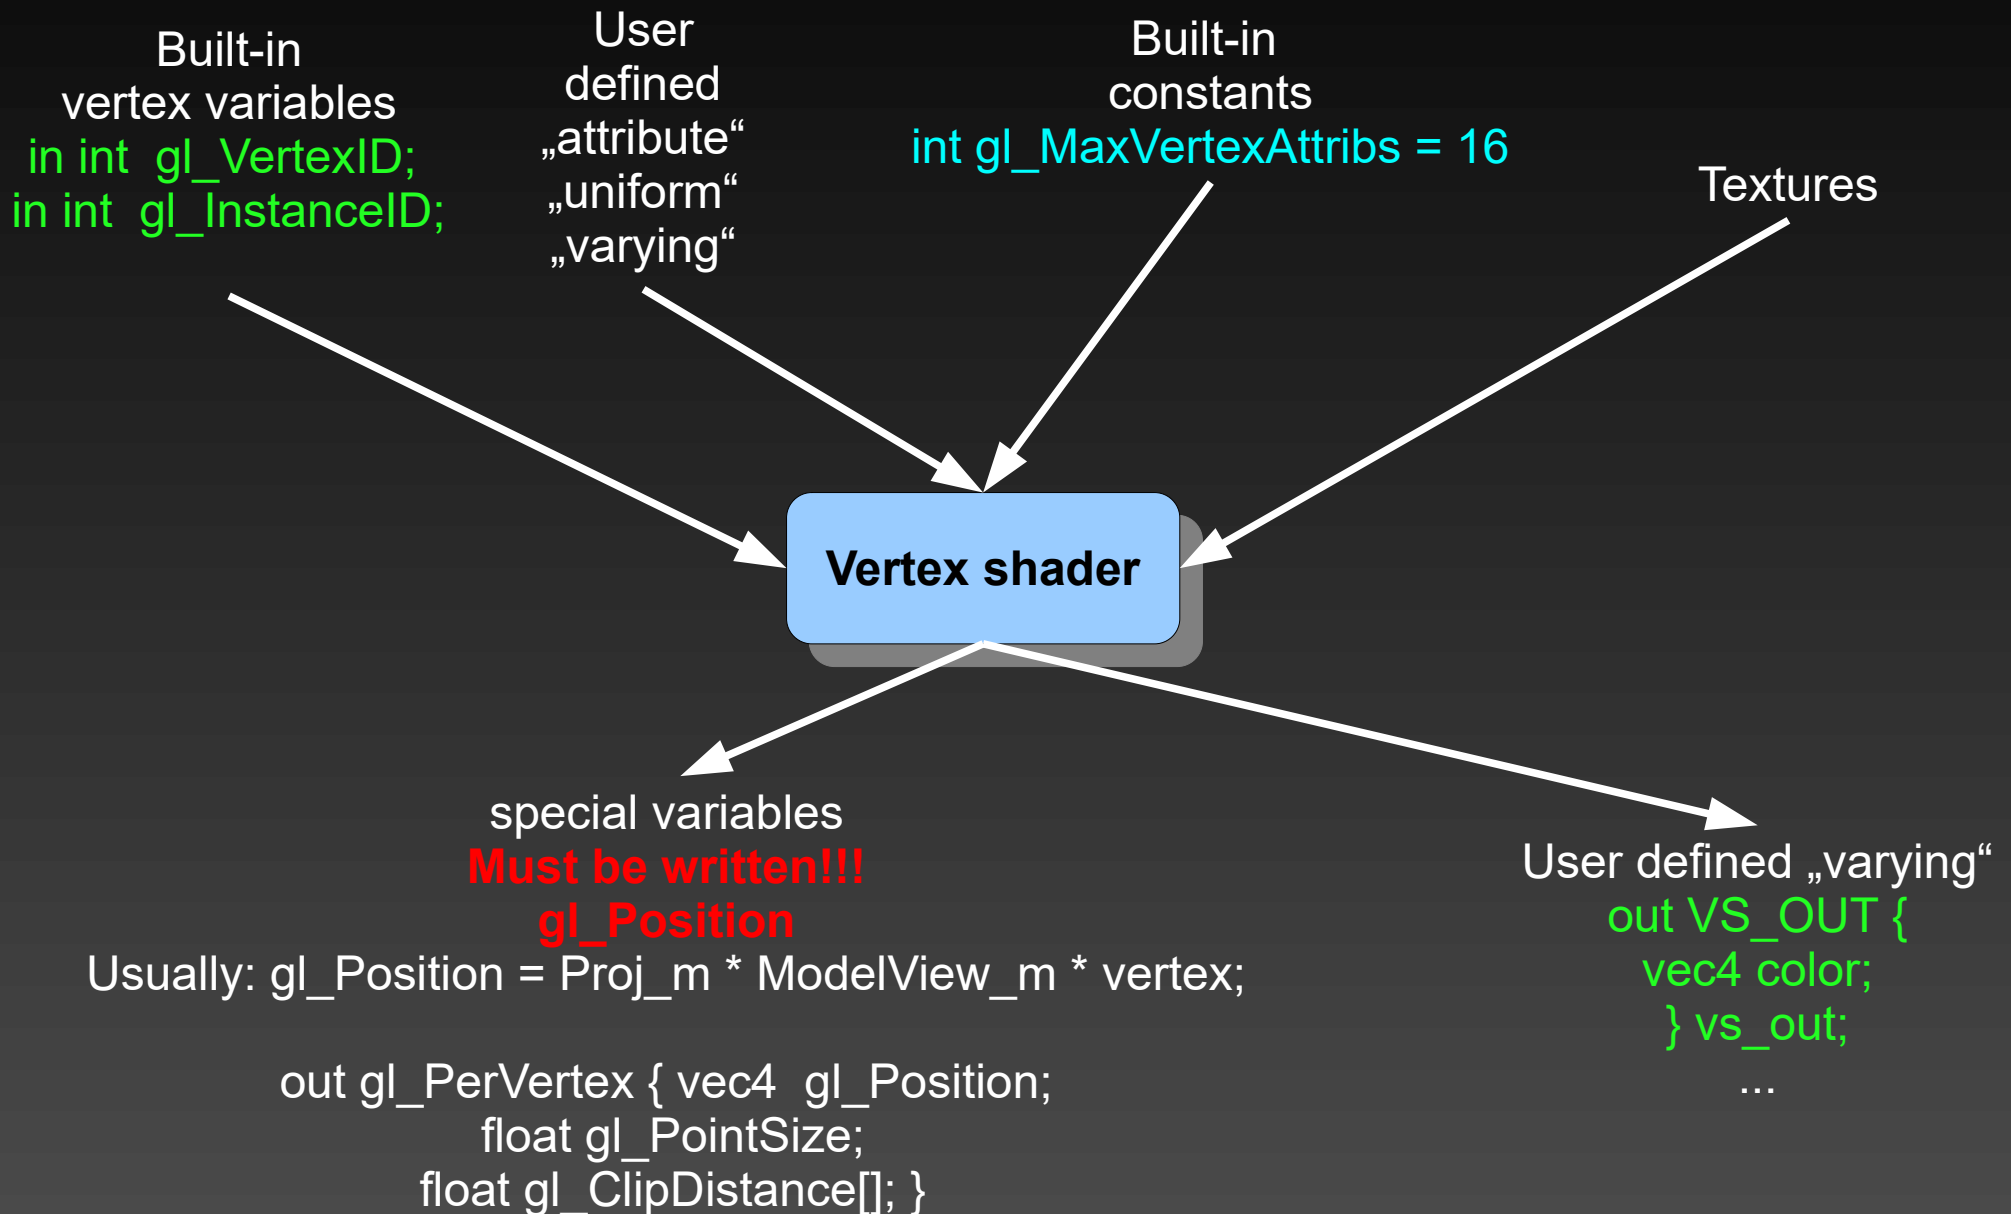 Built-in
vertex variables
in int  gl_VertexID;
in int  gl_InstanceID;
User
defined
„attribute“
„uniform“
„varying“
Built-in
constants
int gl_MaxVertexAttribs = 16
Textures
Vertex shader
special variables
Must be written!!!
gl_Position
Usually: gl_Position = Proj_m * ModelView_m * vertex;
out gl_PerVertex { vec4  gl_Position;
float gl_PointSize;
float gl_ClipDistance[]; }
User defined „varying“
out VS_OUT {
vec4 color;
} vs_out;
...